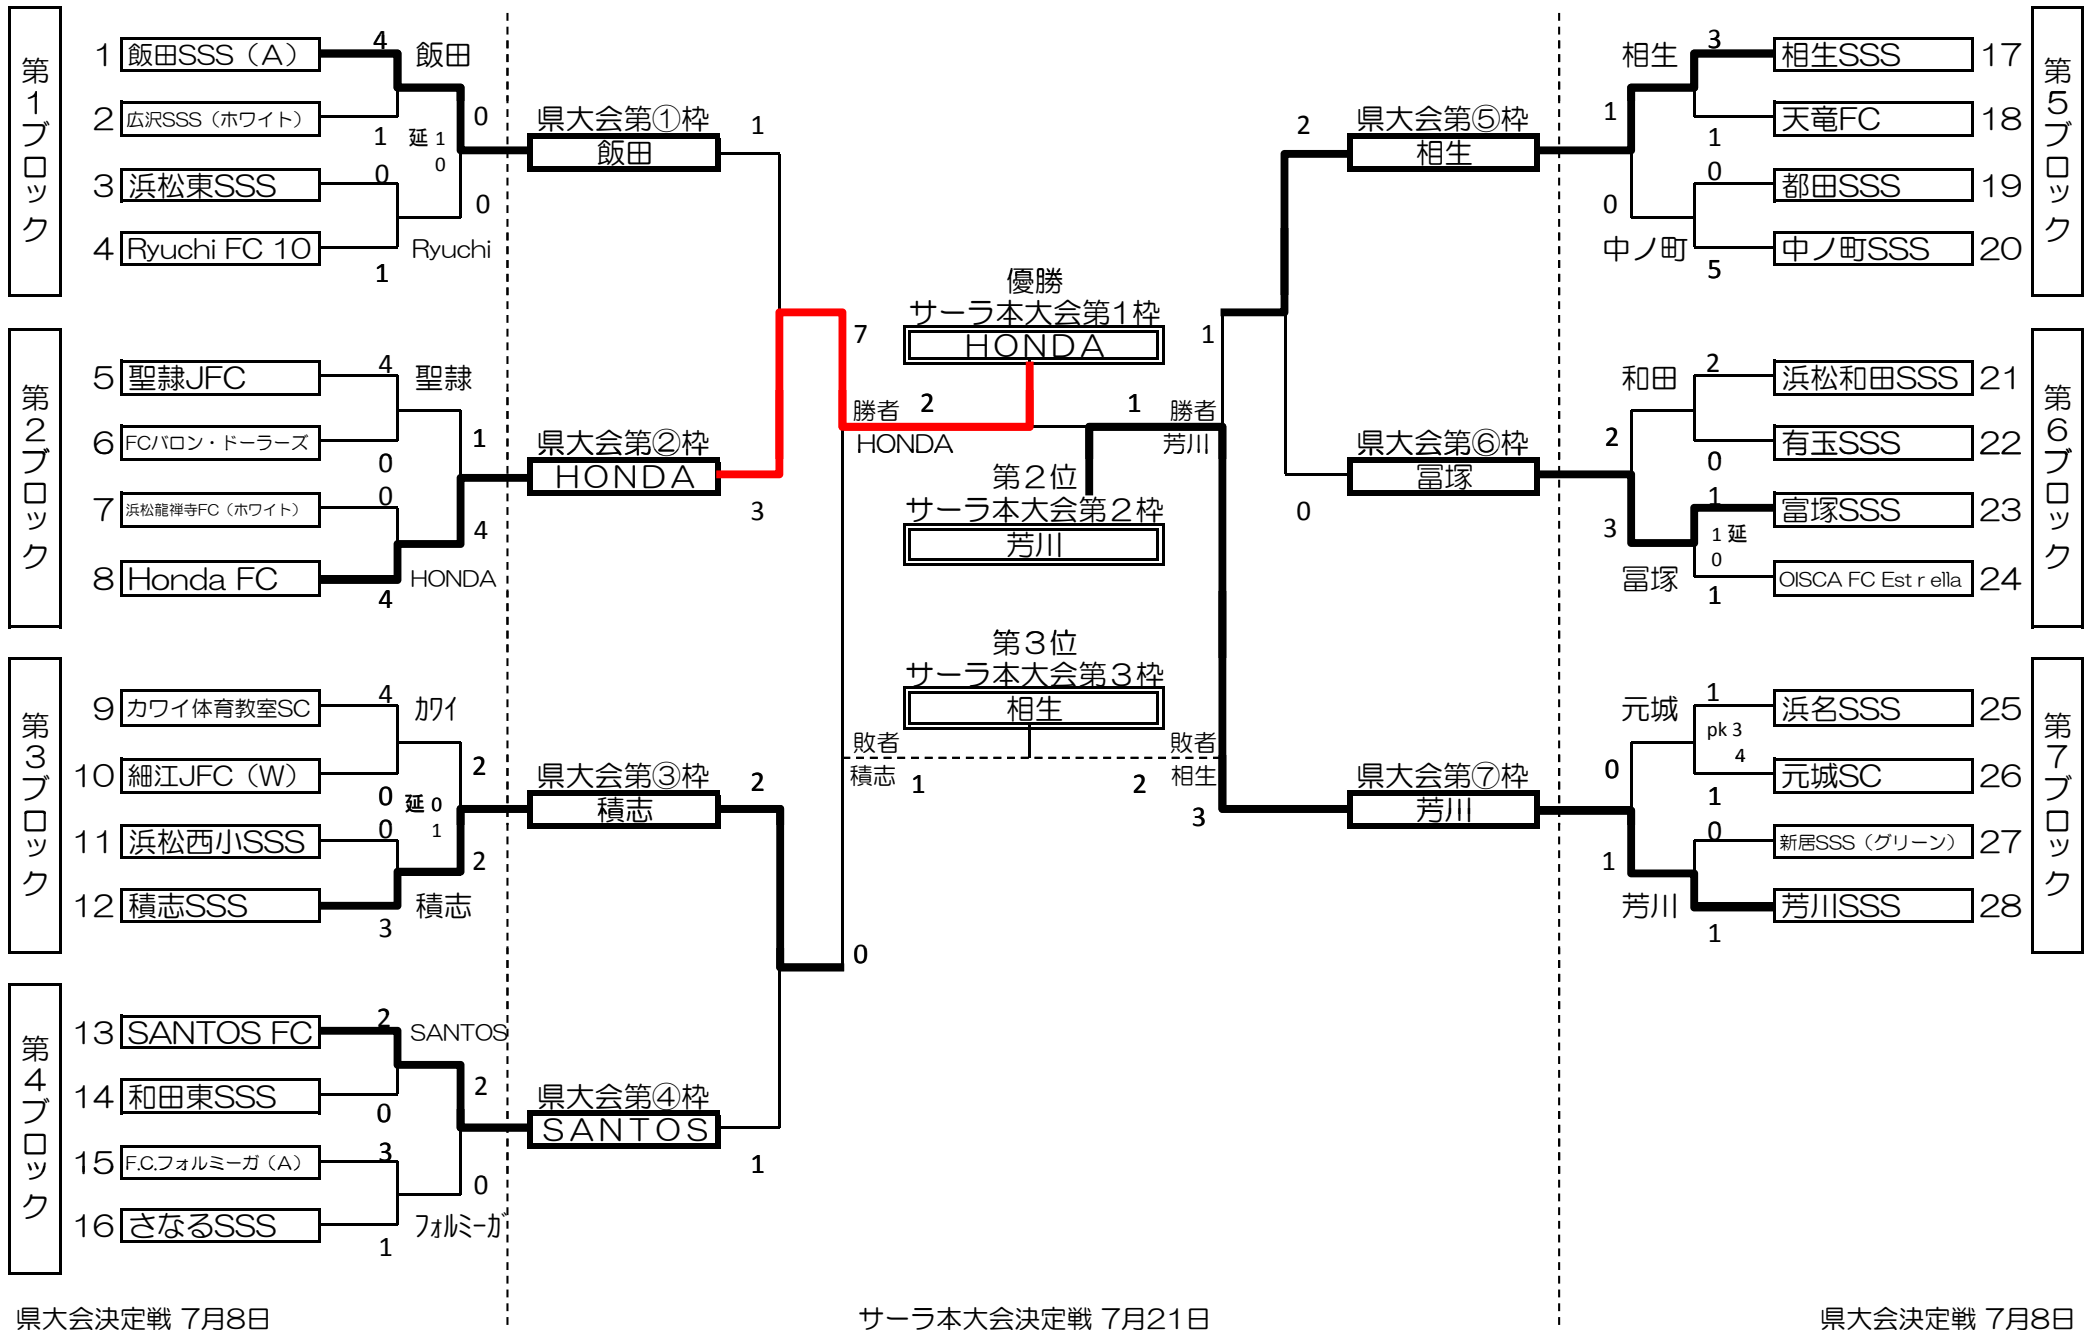 第1ブロック
1 飯田SSS（A） 4 飯田
2 広沢SSS（ホワイト） 1
延 1
0
0
3 浜松東SSS 0
0
4 Ryuchi FC 10 1 Ryuchi
第2ブロック
5 聖隷JFC 4 聖隷
6 FCバロン・ドーラーズ 0
1
7 浜松龍禅寺FC（ホワイト） 0
4
8 Honda FC 4 HONDA
第3ブロック
9 カワイ体育教室SC 4 カワイ
10 細江JFC（W） 0
2
延 0
1
11 浜松西小SSS 0
2
12 積志SSS 3 積志
第4ブロック
13 SANTOS FC 2 SANTOS
14 和田東SSS 0
2
15 F.C.フォルミーガ（A） 3
0
16 さなるSSS 1 フォルミーガ
県大会決定戦 7月8日
県大会第①枠 1
飯田
県大会第②枠
HONDA 3
県大会第③枠 2
積志
県大会第④枠
SANTOS 1
7
勝者 2
HONDA
0
優勝
サーラ本大会第1枠
HONDA
第2位
サーラ本大会第2枠
芳川
第3位
サーラ本大会第3枠
相生
敗者
積志 1
1 勝者
芳川
敗者
2 相生
1
3
サーラ本大会決定戦 7月21日
2 県大会第⑤枠
相生
県大会第⑥枠
0 冨塚
県大会第⑦枠
芳川
第5ブロック
相生 3 相生SSS 17
1
1 天竜FC 18
0 都田SSS 19
0
中ノ町 5 中ノ町SSS 20
第6ブロック
和田 2 浜松和田SSS 21
2
0 有玉SSS 22
1 富塚SSS 23
3
1 延
0
冨塚 1 OISCA FC Estrella 24
第7ブロック
元城 1 浜名SSS 25
pk 3
4
0
1 元城SC 26
0 新居SSS（グリーン） 27
1
芳川 1 芳川SSS 28
県大会決定戦 7月8日